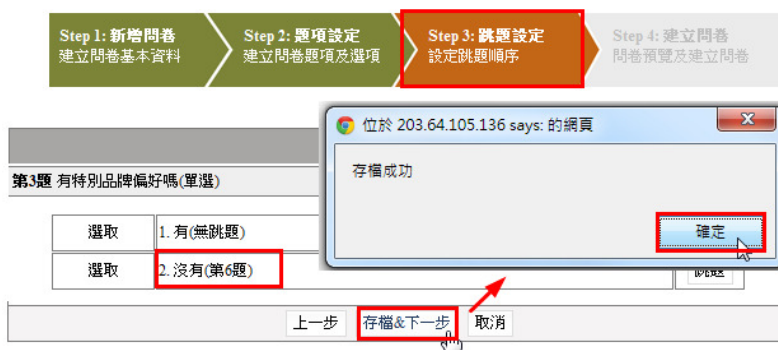 Step 1: 新增問卷
建立問卷基本資料
Step 2: 題項設定
建立問卷題項及選項
Step 3: 跳題設定
設定跳題順序
Step 4: 建立問卷
問卷預覽及建立問卷
位於 203.64.105.136 says: 的網頁
存檔成功
確定
第3題 有特別品牌偏好嗎(單選)
選取 1. 有(無跳題)
選取 2. 沒有(第6題) 跳題
上一步 存檔&下一步 取消